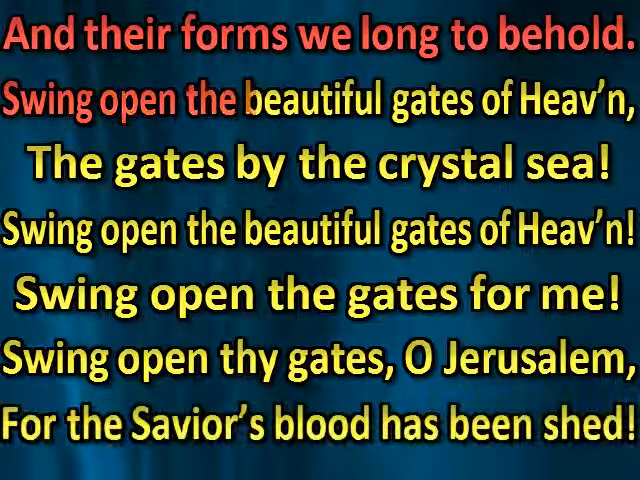 And their forms we long to behold.
Swing open the beautiful gates of Heav’n,
The gates by the crystal sea!
Swing open the beautiful gates of Heav’n!
Swing open the gates for me!
Swing open thy gates, O Jerusalem,
For the Savior’s blood has been shed!